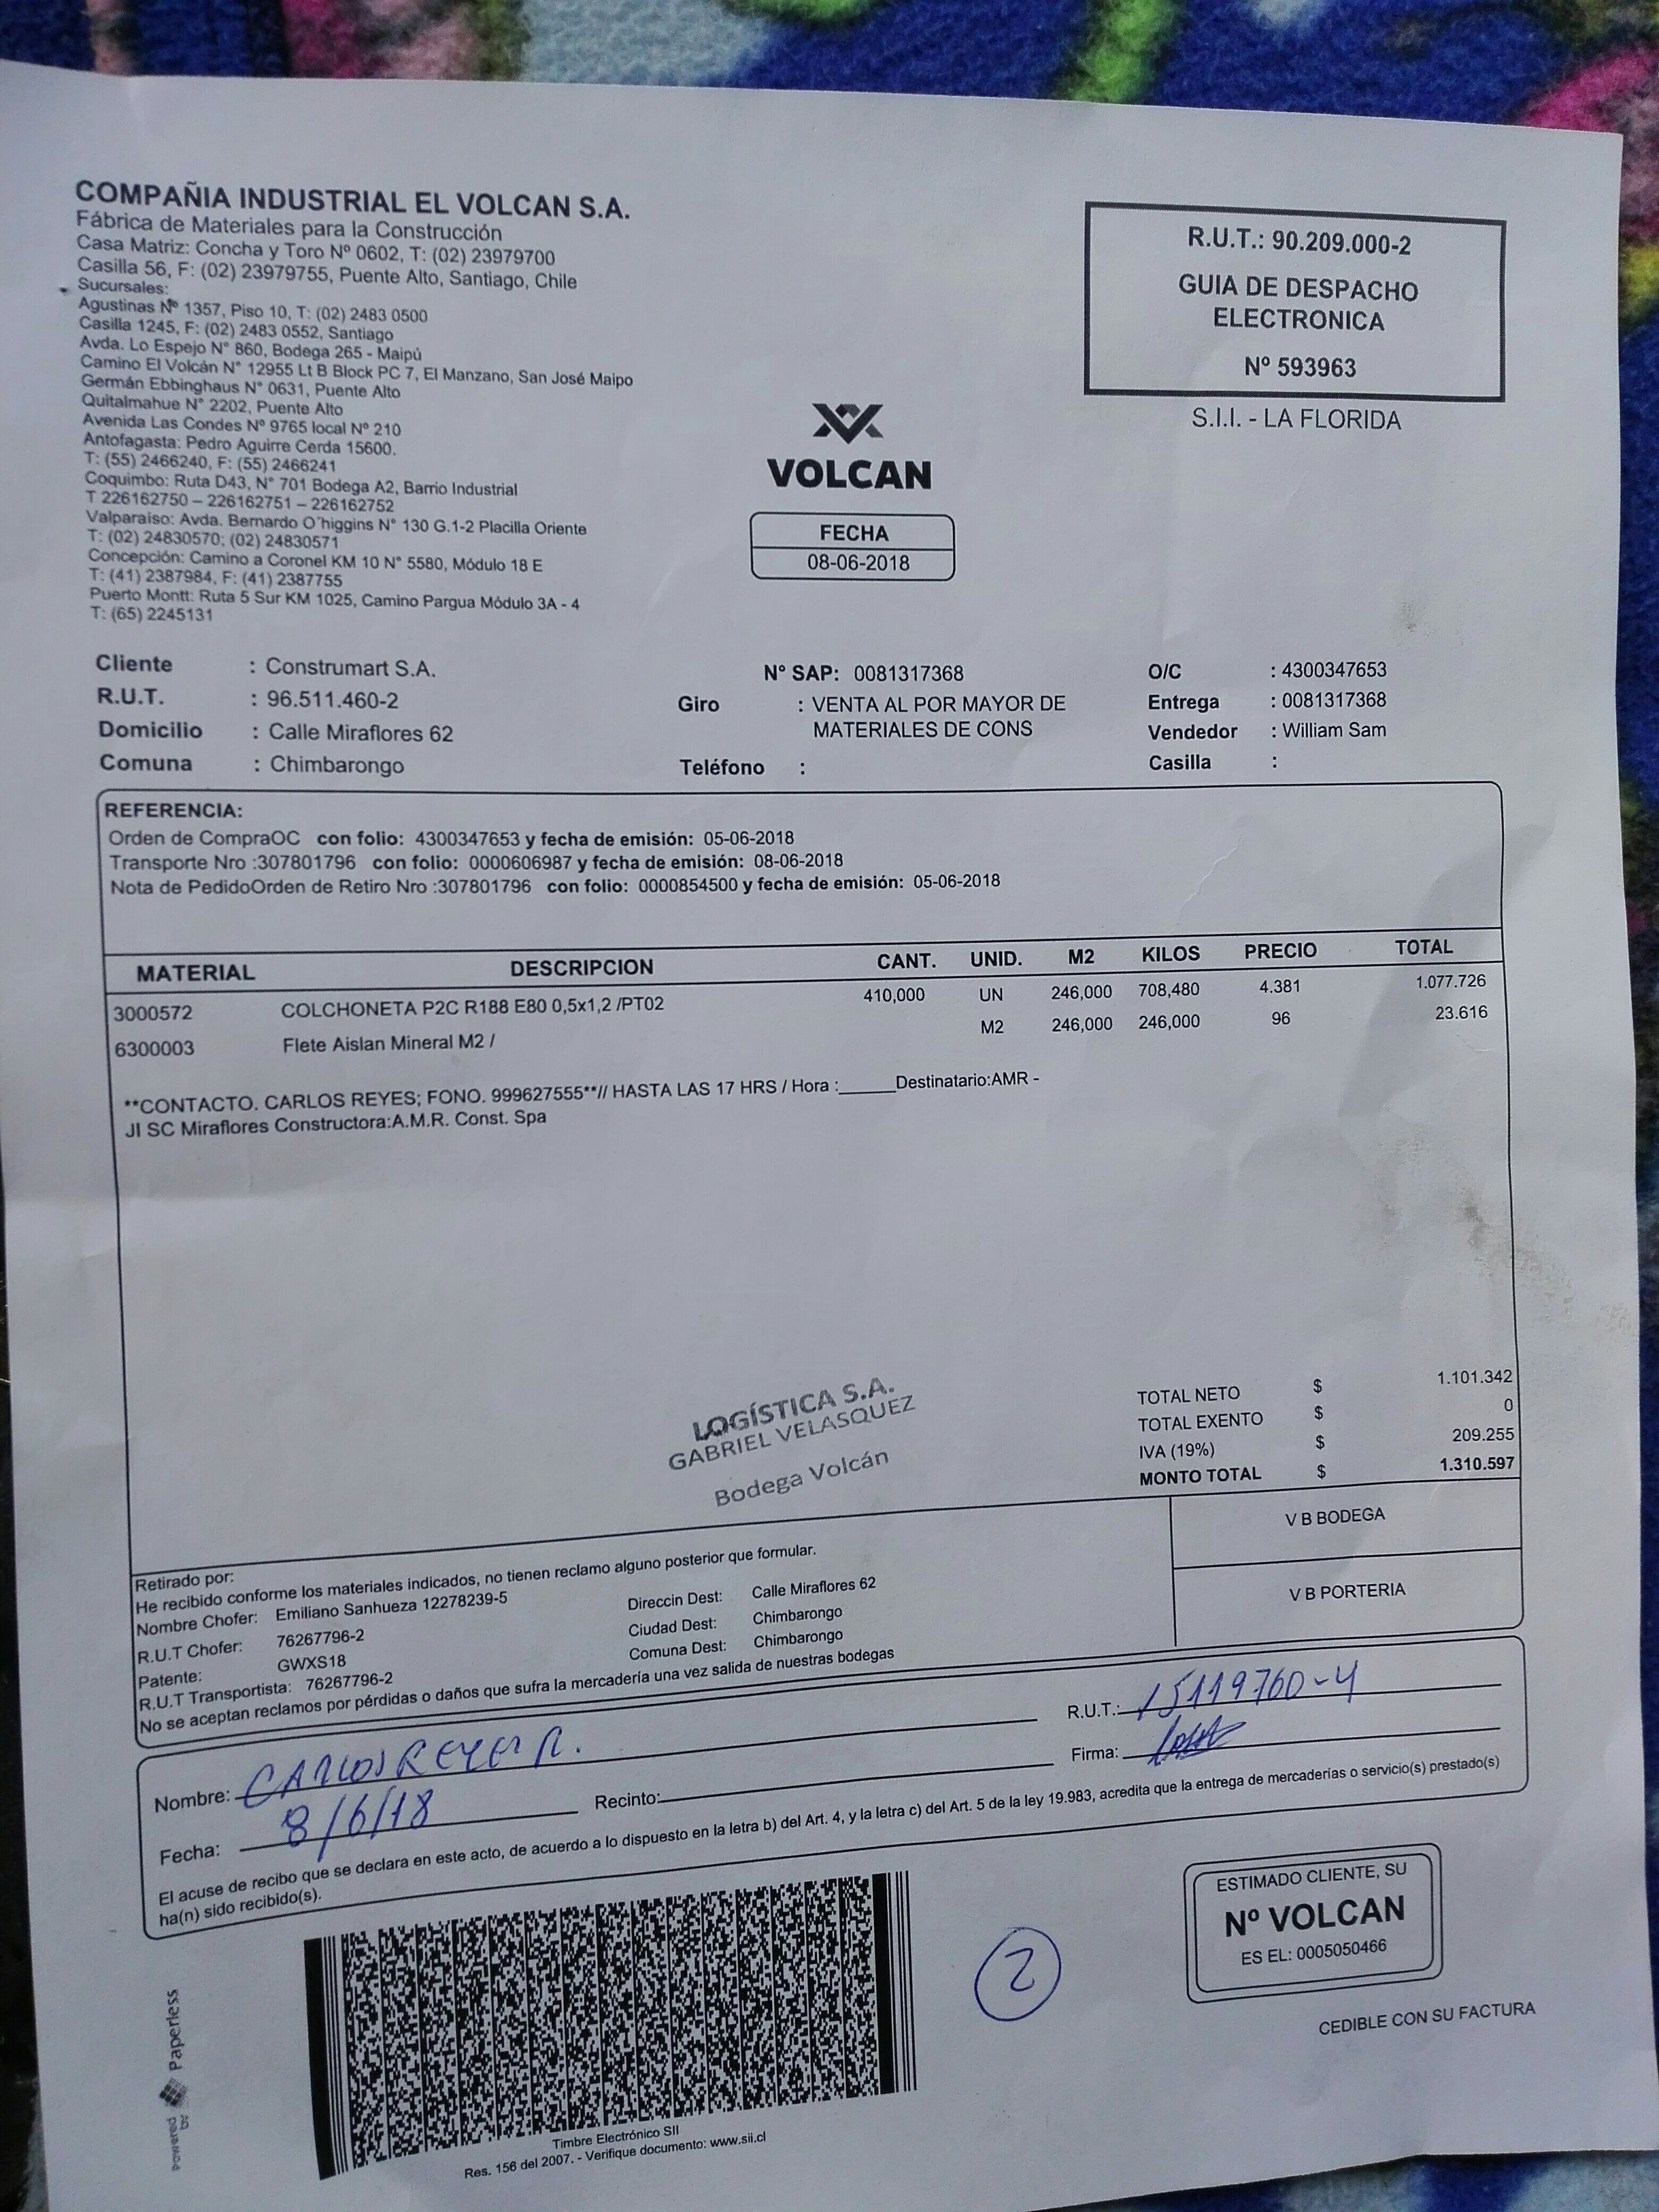 COMPAÑIA INDUSTRIAL EL VOLCAN S.A.
Fábrica de Materiales para la Construcción
Casa Matriz: Concha y Toro Nº 0602, T: (02) 23979700
Casilla 56, F: (02) 23979755, Puente Alto, Santiago, Chile
Sucursales:
Agustinas Nº 1357, Piso 10, T: (02) 2483 0500
Casilla 1245, F: (02) 2483 0552, Santiago
Avda. Lo Espejo N° 860, Bodega 265 - Maipú
Camino El Volcán N° 12955 Lt B Block PC 7, El Manzano, San José Maipo
Germán Ebbinghaus N° 0631, Puente Alto
Quitalmahue N° 2202, Puente Alto
Avenida Las Condes Nº 9765 local Nº 210
Antofagasta: Pedro Aguirre Cerda 15600.
T: (55) 2466240, F: (55) 2466241
Coquimbo: Ruta D43, N° 701 Bodega A2, Barrio Industrial
T 226162750 – 226162751 – 226162752
Valparaiso: Avda. Bernardo O´higgins N° 130 G.1-2 Placilla Oriente
T: (02) 24830570; (02) 24830571
Concepción: Camino a Coronel KM 10 N° 5580, Módulo 18 E
T: (41) 2387984, F: (41) 2387755
Puerto Montt: Ruta 5 Sur KM 1025, Camino Pargua Módulo 3A - 4
T: (65) 2245131
R.U.T.: 90.209.000-2
GUIA DE DESPACHO
ELECTRONICA
Nº 593963
S.I.I. - LA FLORIDA
VOLCAN
FECHA
08-06-2018
Cliente : Construmart S.A.
R.U.T. : 96.511.460-2
Domicilio : Calle Miraflores 62
Comuna : Chimbarongo
N° SAP: 0081317368
Giro : VENTA AL POR MAYOR DE
MATERIALES DE CONS
Teléfono :
O/C : 4300347653
Entrega : 0081317368
Vendedor : William Sam
Casilla :
REFERENCIA:
Orden de CompraOC con folio: 4300347653 y fecha de emisión: 05-06-2018
Transporte Nro :307801796 con folio: 0000606987 y fecha de emisión: 08-06-2018
Nota de PedidoOrden de Retiro Nro :307801796 con folio: 0000854500 y fecha de emisión: 05-06-2018
MATERIAL DESCRIPCION CANT. UNID. M2 KILOS PRECIO TOTAL
3000572 COLCHONETA P2C R188 E80 0,5x1,2 /PT02 410,000 UN 246,000 708,480 4.381 1.077.726
6300003 Flete Aislan Mineral M2 / M2 246,000 246,000 96 23.616
**CONTACTO. CARLOS REYES; FONO. 999627555**// HASTA LAS 17 HRS / Hora :______Destinatario:AMR -
JI SC Miraflores Constructora:A.M.R. Const. Spa
LOGÍSTICA S.A.
GABRIEL VELASQUEZ
Bodega Volcán
TOTAL NETO $ 1.101.342
TOTAL EXENTO $ 0
IVA (19%) $ 209.255
MONTO TOTAL $ 1.310.597
V B BODEGA
V B PORTERIA
Retirado por:
He recibido conforme los materiales indicados, no tienen reclamo alguno posterior que formular.
Nombre Chofer: Emiliano Sanhueza 12278239-5
R.U.T Chofer: 76267796-2
Patente: GWXS18
R.U.T Transportista: 76267796-2
Direccin Dest: Calle Miraflores 62
Ciudad Dest: Chimbarongo
Comuna Dest: Chimbarongo
No se aceptan reclamos por pérdidas o daños que sufra la mercadería una vez salida de nuestras bodegas
Nombre: CARLOS REYES R.
R.U.T.: 15119760-4
Fecha: 8/6/18
Recinto:
Firma:
El acuse de recibo que se declara en este acto, de acuerdo a lo dispuesto en la letra b) del Art. 4, y la letra c) del Art. 5 de la ley 19.983, acredita que la entrega de mercaderías o servicio(s) prestado(s)
ha(n) sido recibido(s).
2
ESTIMADO CLIENTE, SU
Nº VOLCAN
ES EL: 0005050466
CEDIBLE CON SU FACTURA
Powered by Paperless
Timbre Electrónico SII
Res. 156 del 2007. - Verifique documento: www.sii.cl